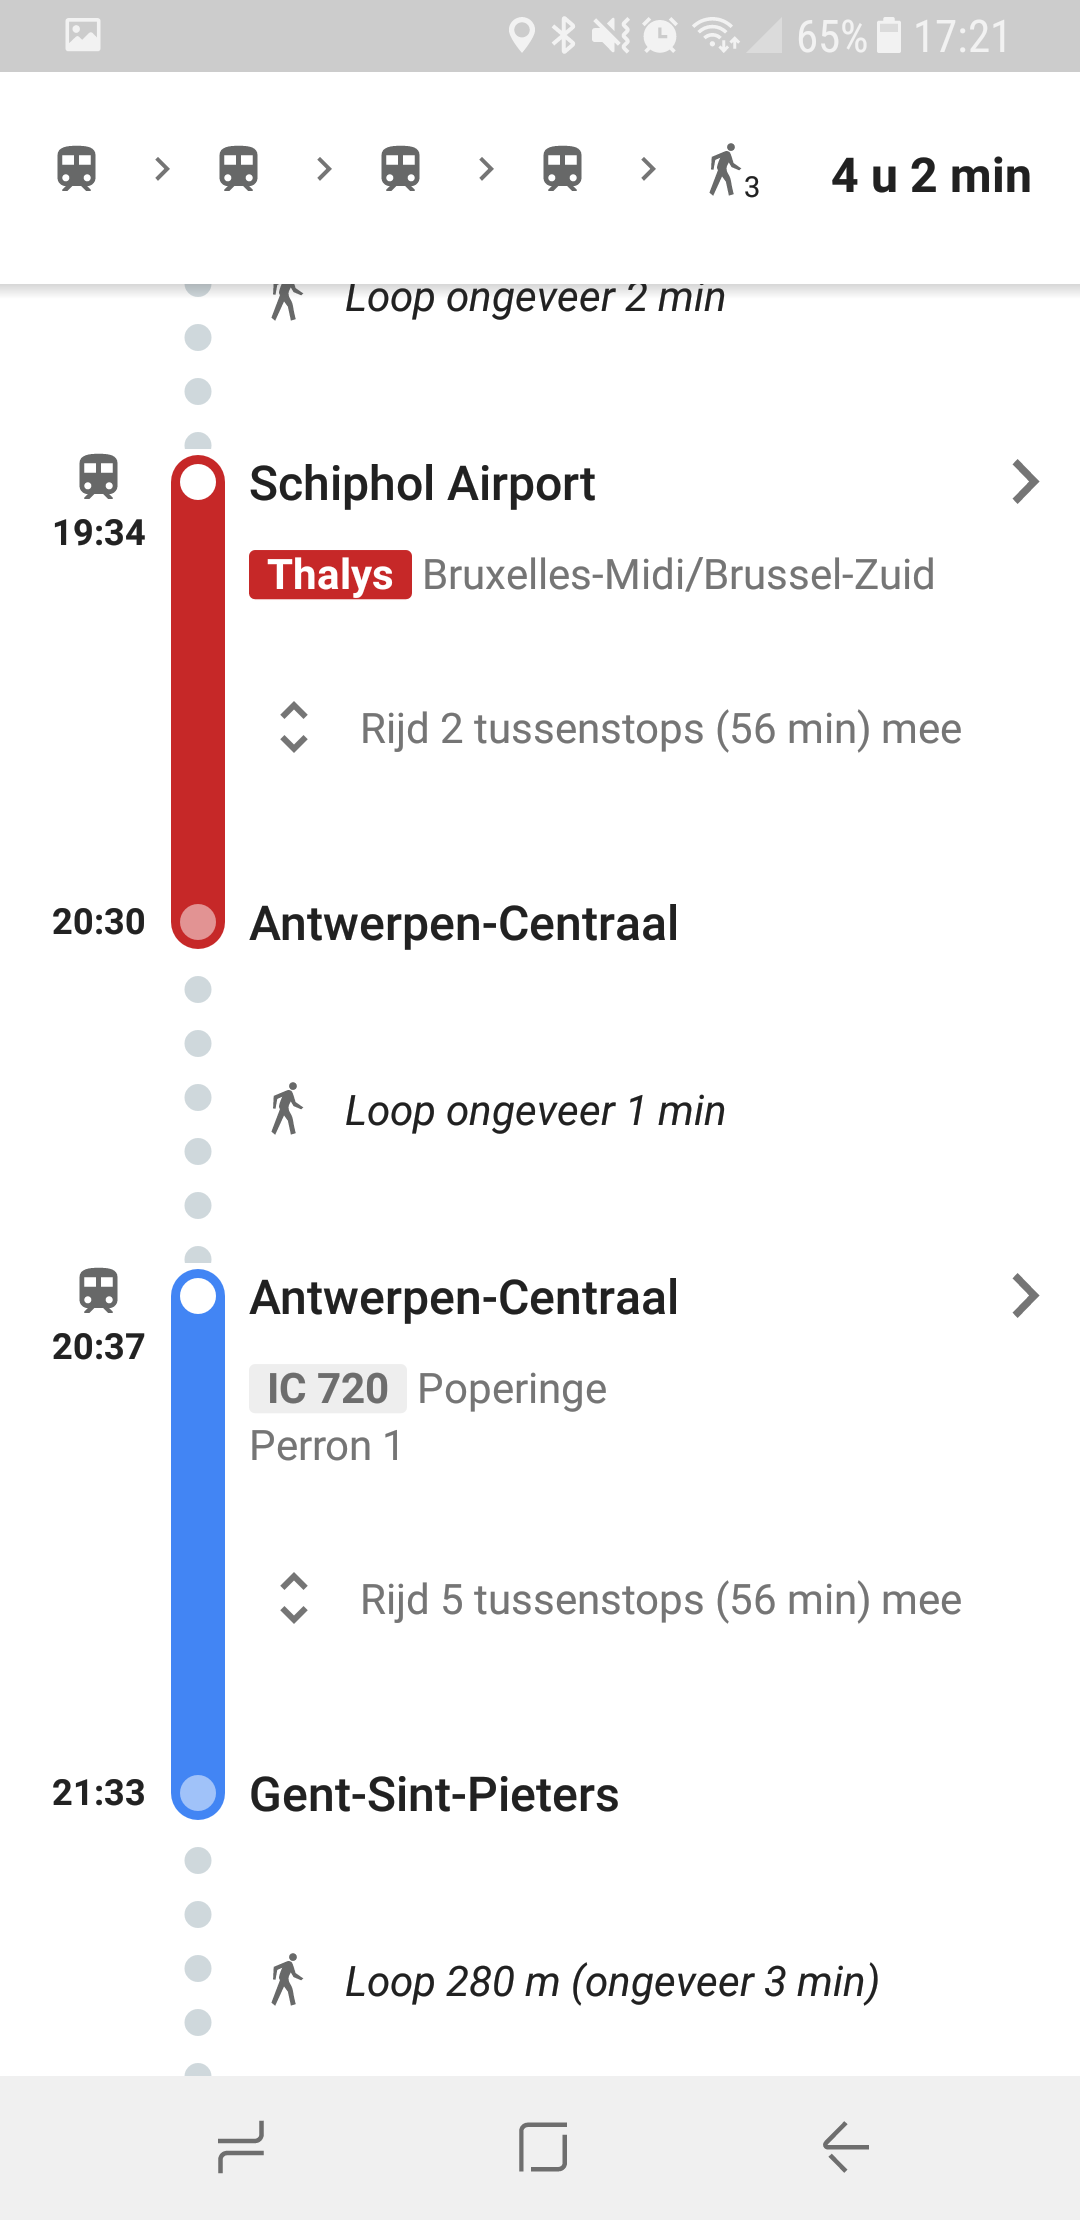 65% 17:21
3 4 u 2 min
Loop ongeveer 2 min
Schiphol Airport
19:34
Thalys Bruxelles-Midi/Brussel-Zuid
Rijd 2 tussenstops (56 min) mee
20:30 Antwerpen-Centraal
Loop ongeveer 1 min
Antwerpen-Centraal
20:37
IC 720 Poperinge
Perron 1
Rijd 5 tussenstops (56 min) mee
21:33 Gent-Sint-Pieters
Loop 280 m (ongeveer 3 min)